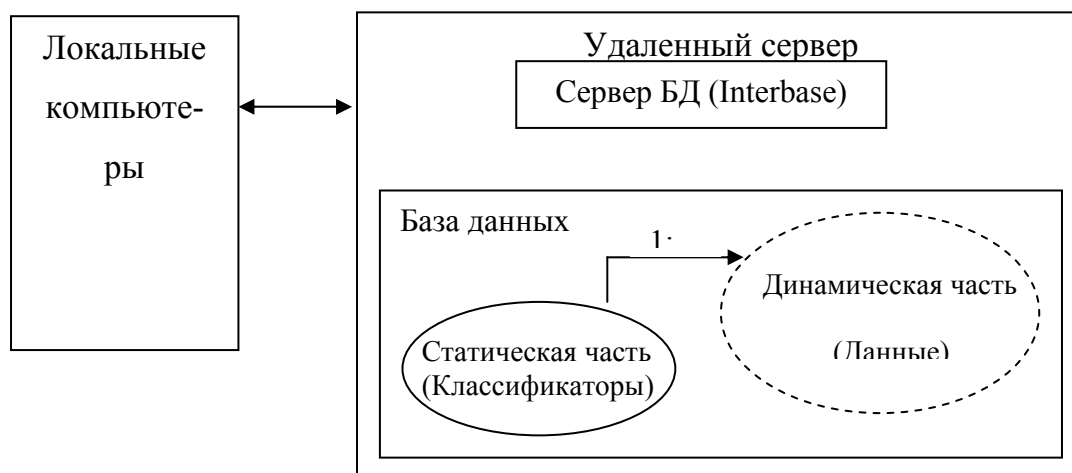 Локальные
компьюте-
ры
Удаленный сервер
Сервер БД (Interbase)
База данных
1:
Динамическая часть
(Данные)
Статическая часть
(Классификаторы)